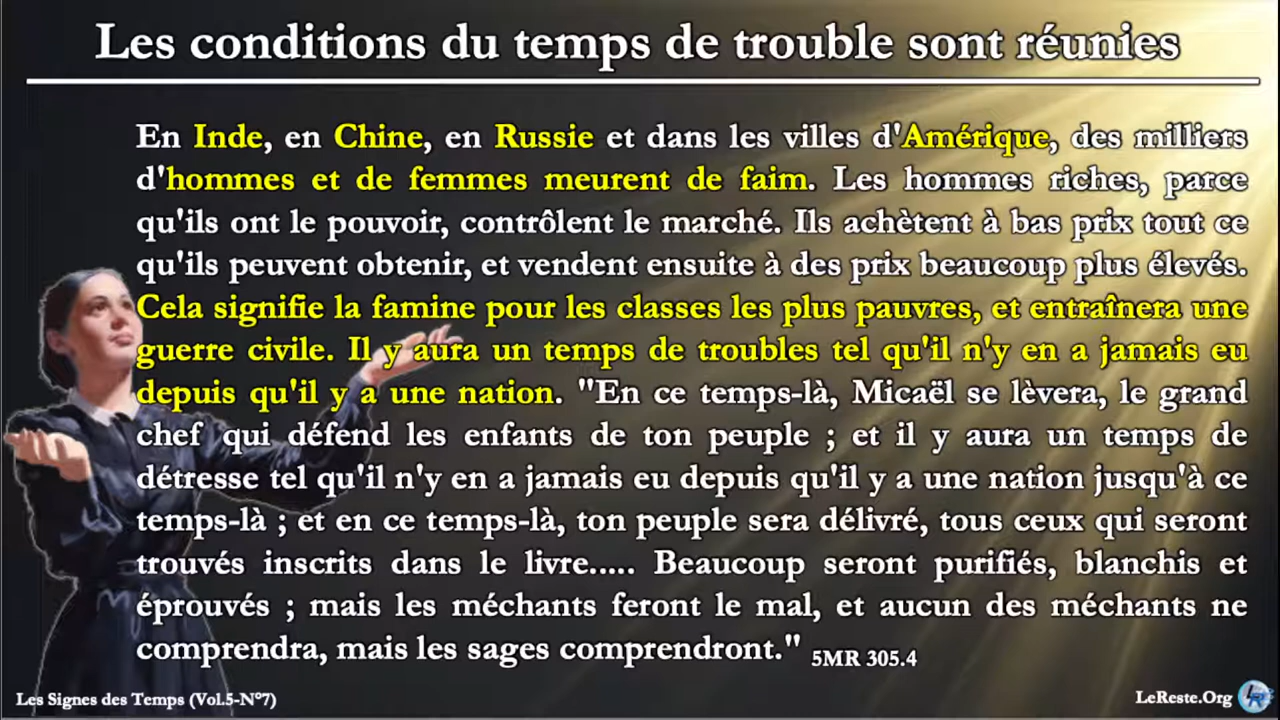 Les conditions du temps de trouble sont réunies
En Inde, en Chine, en Russie et dans les villes d'Amérique, des milliers
d'hommes et de femmes meurent de faim. Les hommes riches, parce
qu'ils ont le pouvoir, contrôlent le marché. Ils achètent à bas prix tout ce
qu'ils peuvent obtenir, et vendent ensuite à des prix beaucoup plus élevés.
Cela signifie la famine pour les classes les plus pauvres, et entraînera une
guerre civile. Il y aura un temps de troubles tel qu'il n'y en a jamais eu
depuis qu'il y a une nation. "En ce temps-là, Micaël se lèvera, le grand
chef qui défend les enfants de ton peuple ; et il y aura un temps de
détresse tel qu'il n'y en a jamais eu depuis qu'il y a une nation jusqu'à ce
temps-là ; et en ce temps-là, ton peuple sera délivré, tous ceux qui seront
trouvés inscrits dans le livre..... Beaucoup seront purifiés, blanchis et
éprouvés ; mais les méchants feront le mal, et aucun des méchants ne
comprendra, mais les sages comprendront." 5MR 305.4
Les Signes des Temps (Vol.5-N°7)
LeReste.Org LR